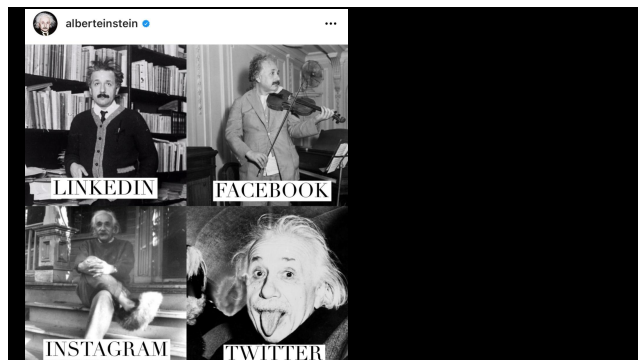 alberteinstein
LINKEDIN
FACEBOOK
INSTAGRAM
TWITTER